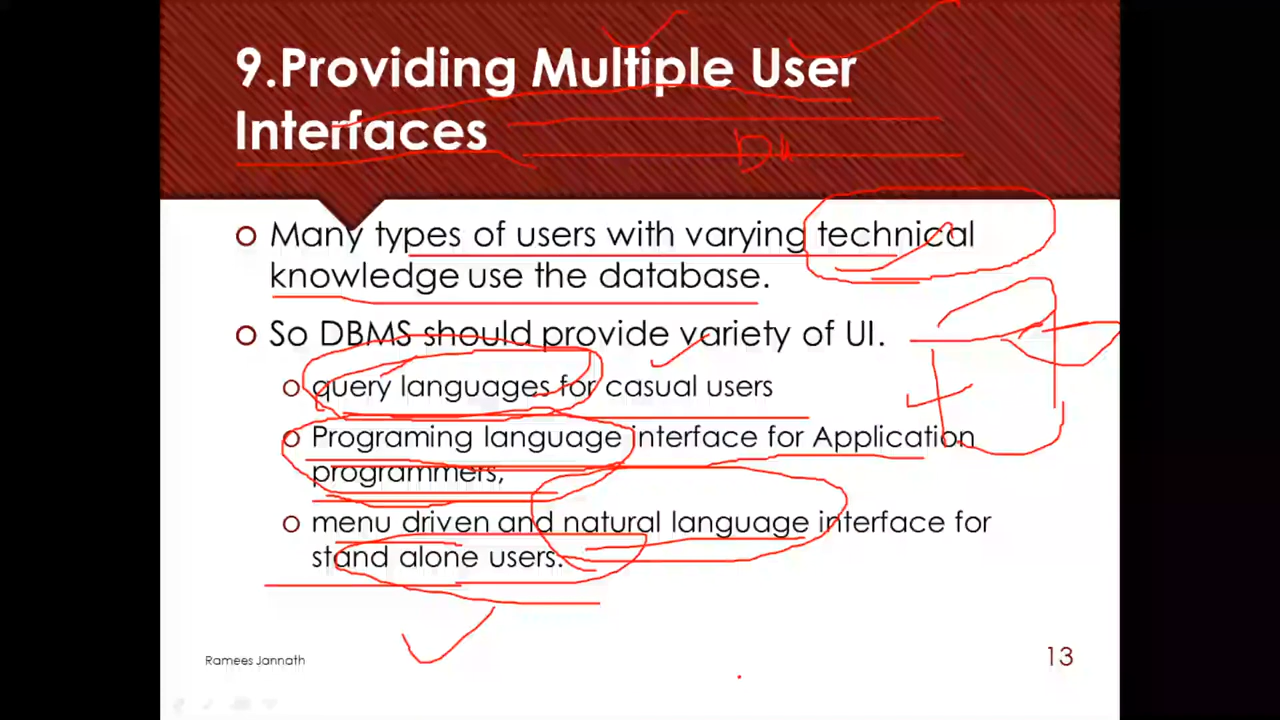 9.Providing Multiple User
Interfaces
Many types of users with varying technical
knowledge use the database.
So DBMS should provide variety of UI.
query languages for casual users
Programing language interface for Application
programmers,
menu driven and natural language interface for
stand alone users.
Ramees Jannath
13